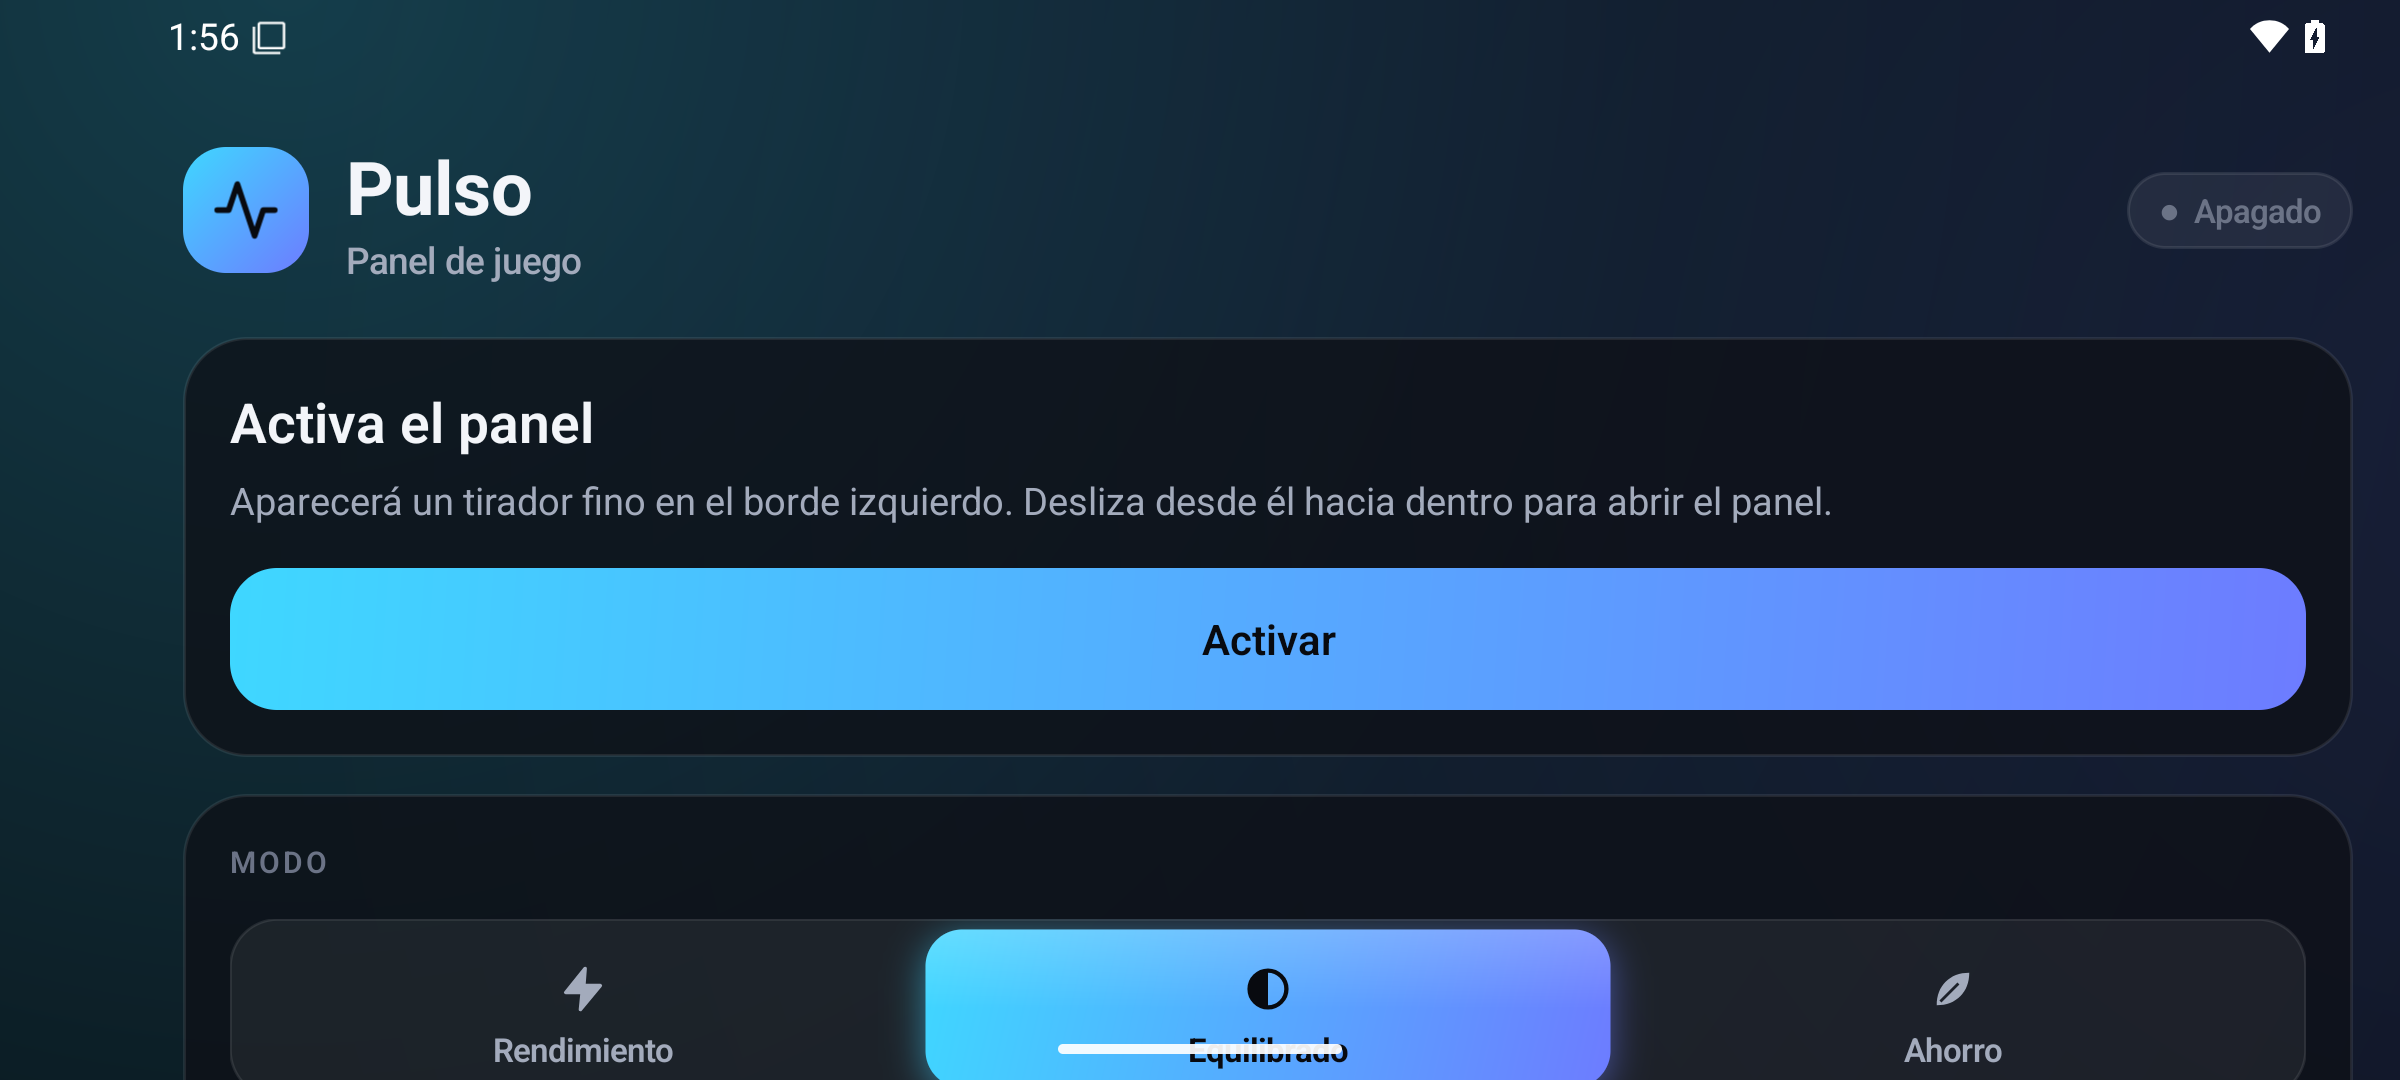 1:56
Pulso
Panel de juego
Apagado
Activa el panel
Aparecerá un tirador fino en el borde izquierdo. Desliza desde él hacia dentro para abrir el panel.
Activar
MODO
Rendimiento
Equilibrado
Ahorro